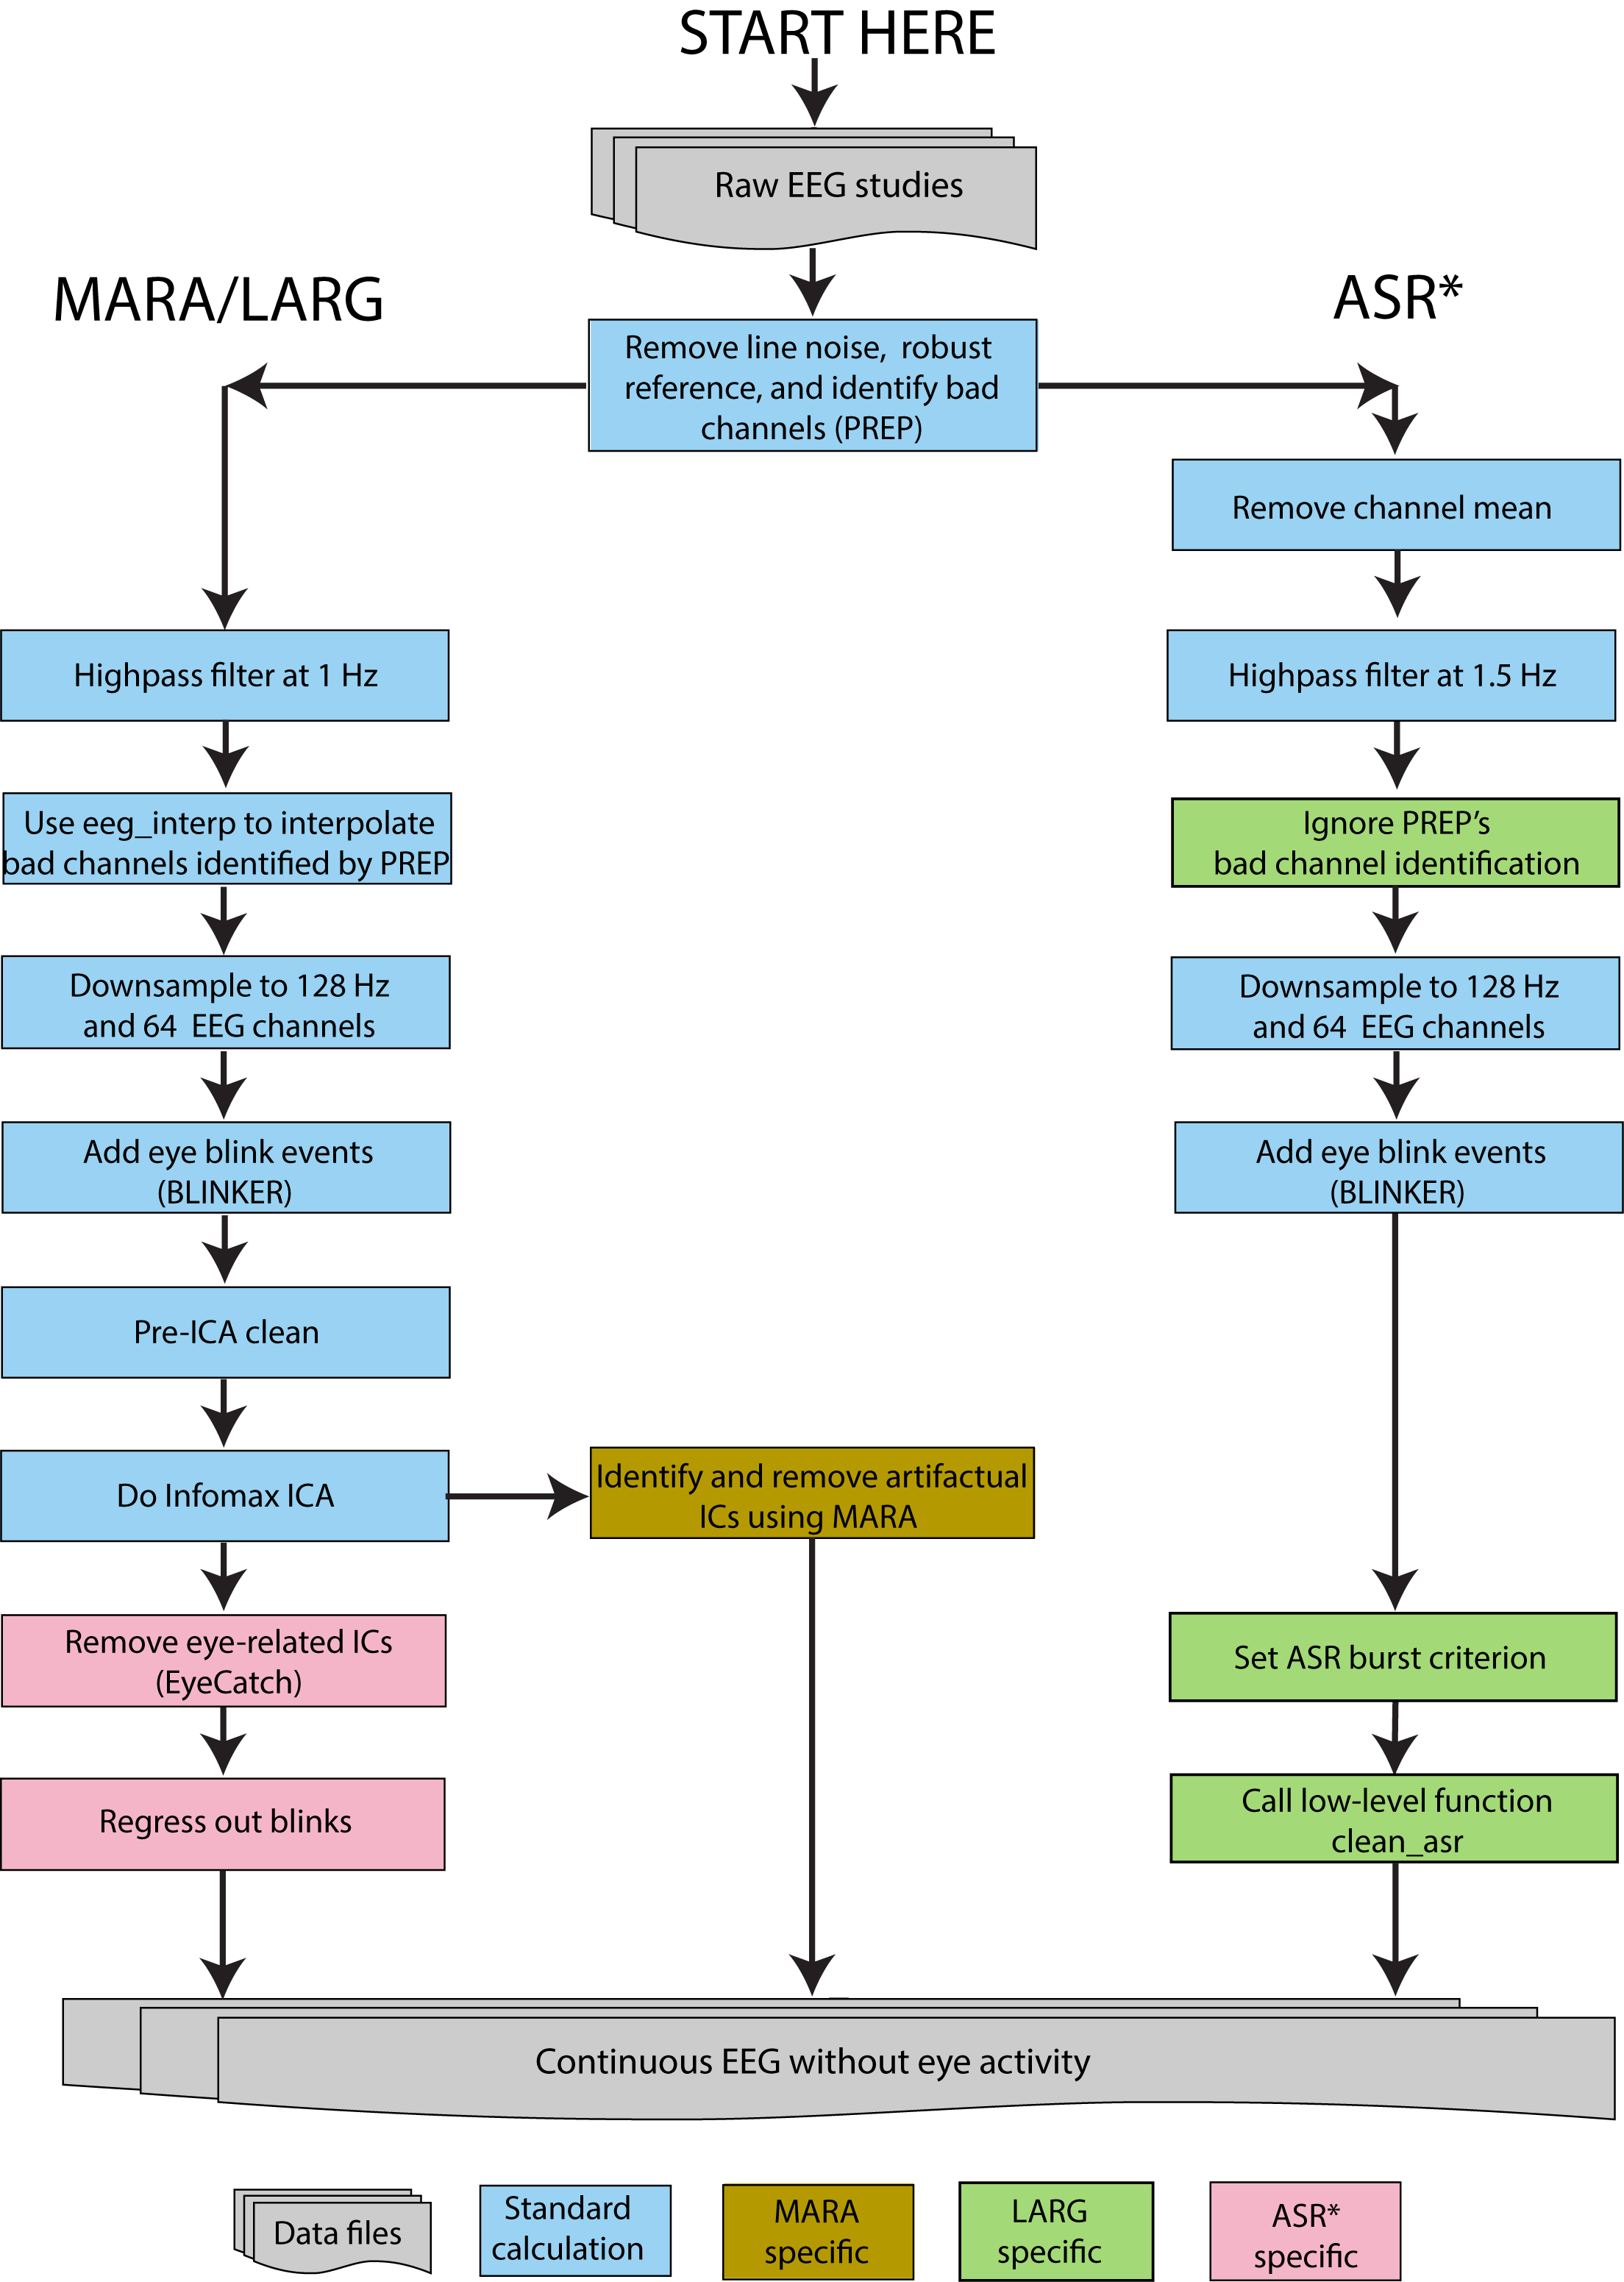 START HERE
Raw EEG studies
MARA/LARG
ASR*
Remove line noise, robust
reference, and identify bad
channels (PREP)
Remove channel mean
Highpass filter at 1 Hz
Highpass filter at 1.5 Hz
Use eeg_interp to interpolate
bad channels identified by PREP
Ignore PREP's
bad channel identification
Downsample to 128 Hz
and 64 EEG channels
Downsample to 128 Hz
and 64 EEG channels
Add eye blink events
(BLINKER)
Add eye blink events
(BLINKER)
Pre-ICA clean
Do Infomax ICA
Identify and remove artifactual
ICs using MARA
Remove eye-related ICs
(EyeCatch)
Set ASR burst criterion
Regress out blinks
Call low-level function
clean_asr
Continuous EEG without eye activity
Data files
Standard
calculation
MARA
specific
LARG
specific
ASR*
specific